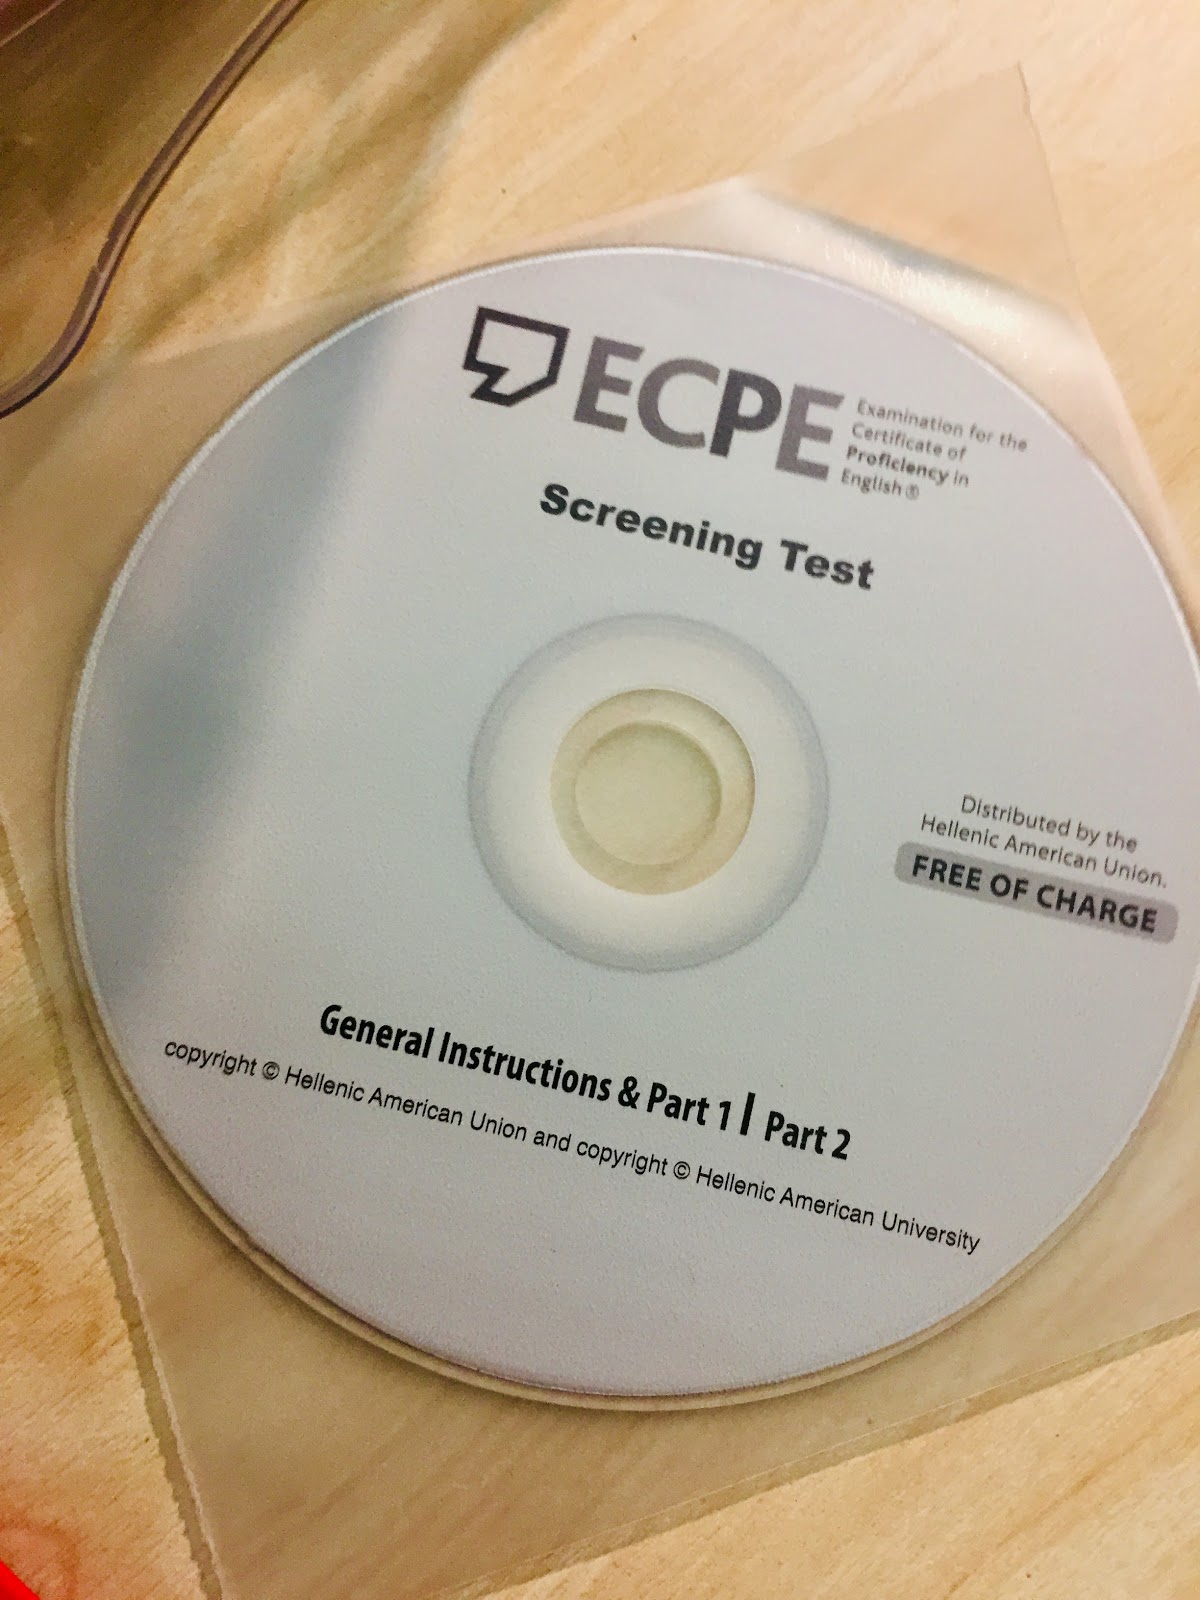 ECPE
Examination for the
Certificate of
Proficiency in
English®
Screening Test
Distributed by the
Hellenic American Union.
FREE OF CHARGE
General Instructions & Part 1 | Part 2
copyright © Hellenic American Union and copyright © Hellenic American University